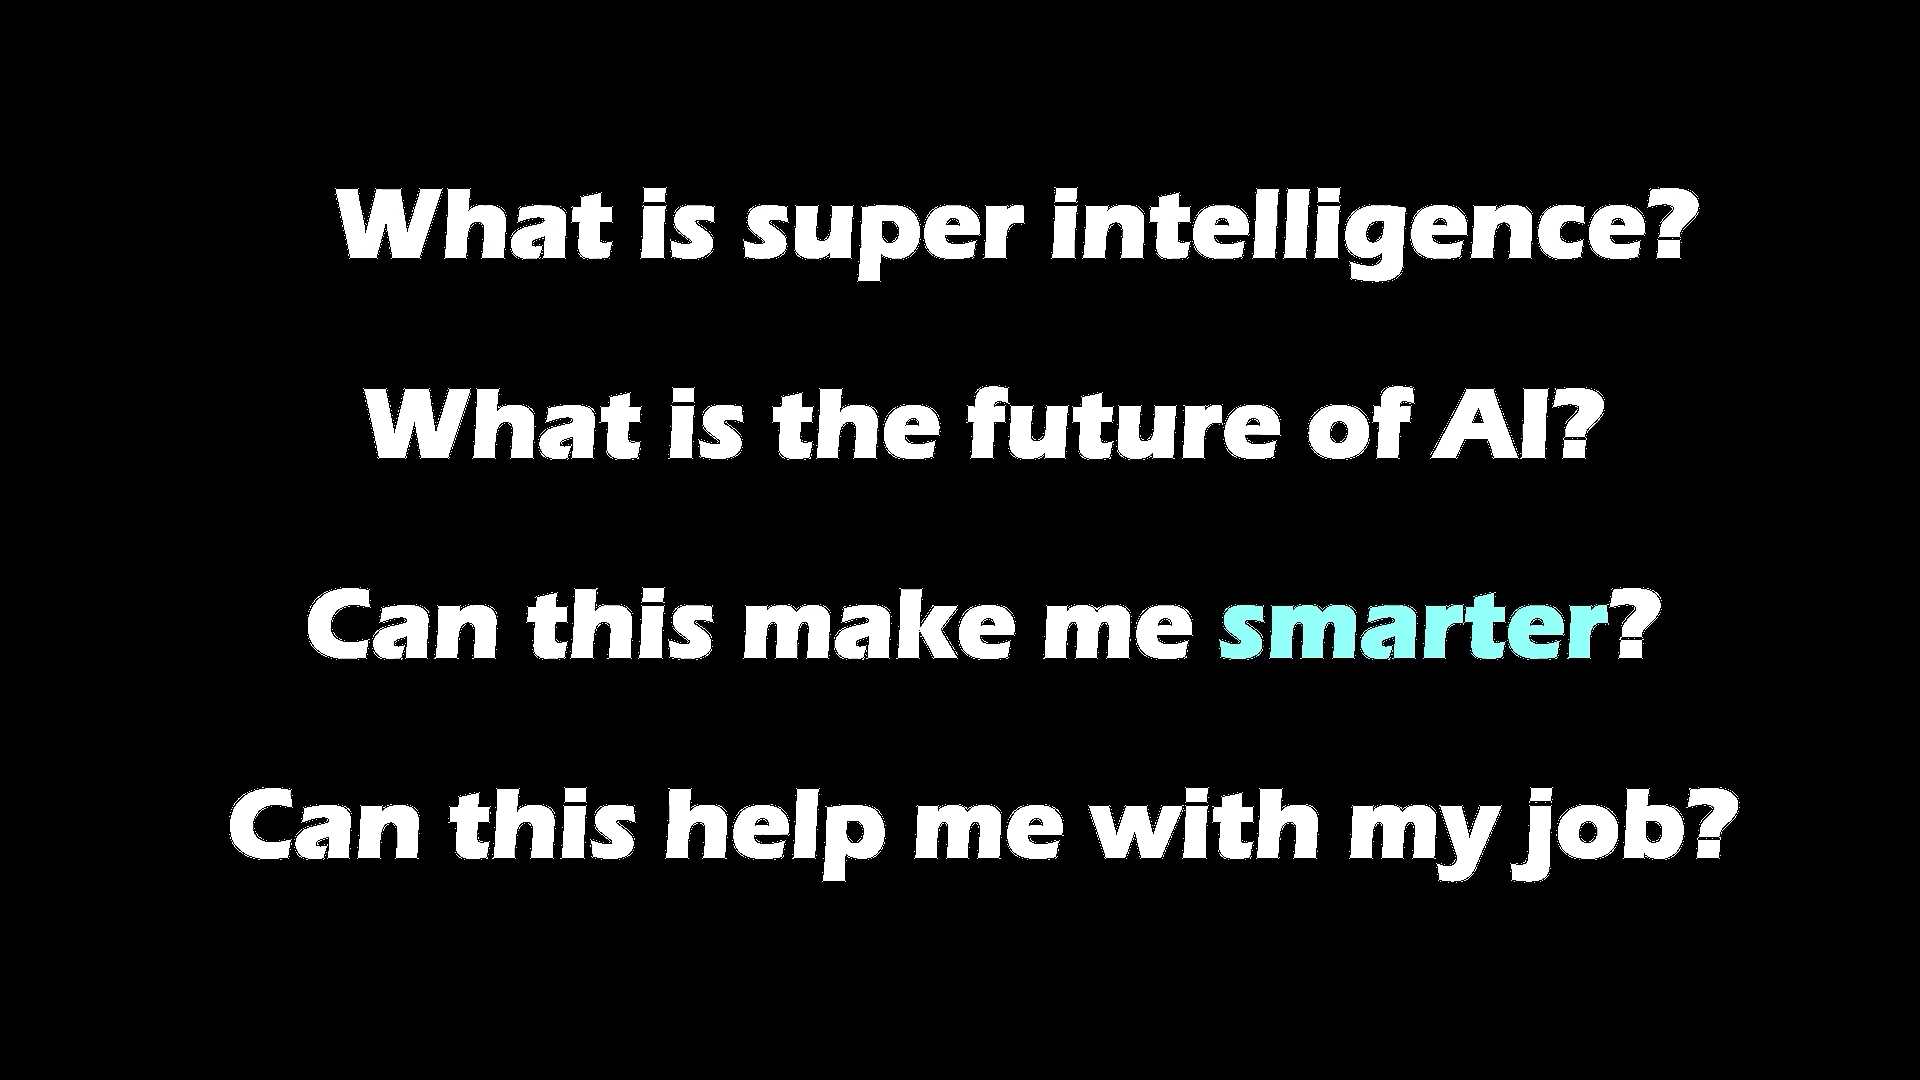 What is super intelligence?
What is the future of AI?
Can this make me smarter?
Can this help me with my job?